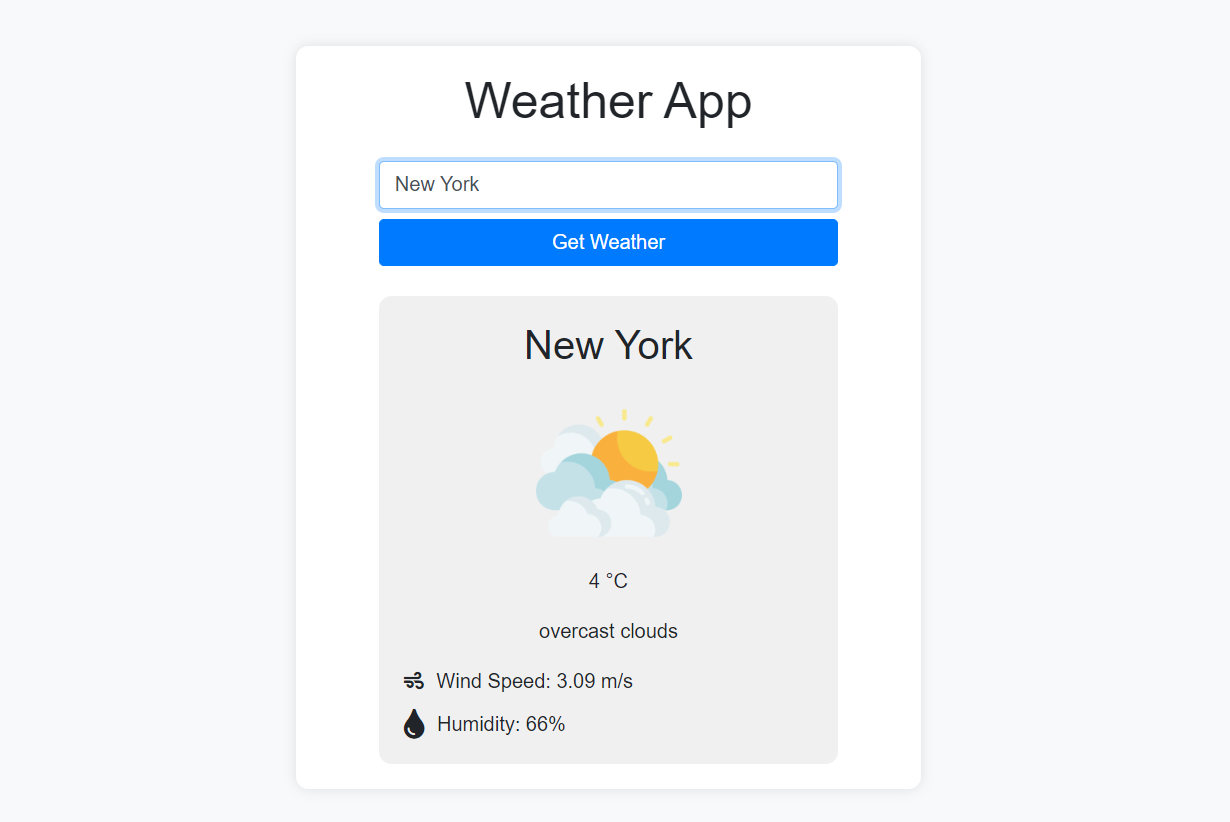 Weather App
New York
Get Weather
New York
4 °C
overcast clouds
Wind Speed: 3.09 m/s
Humidity: 66%